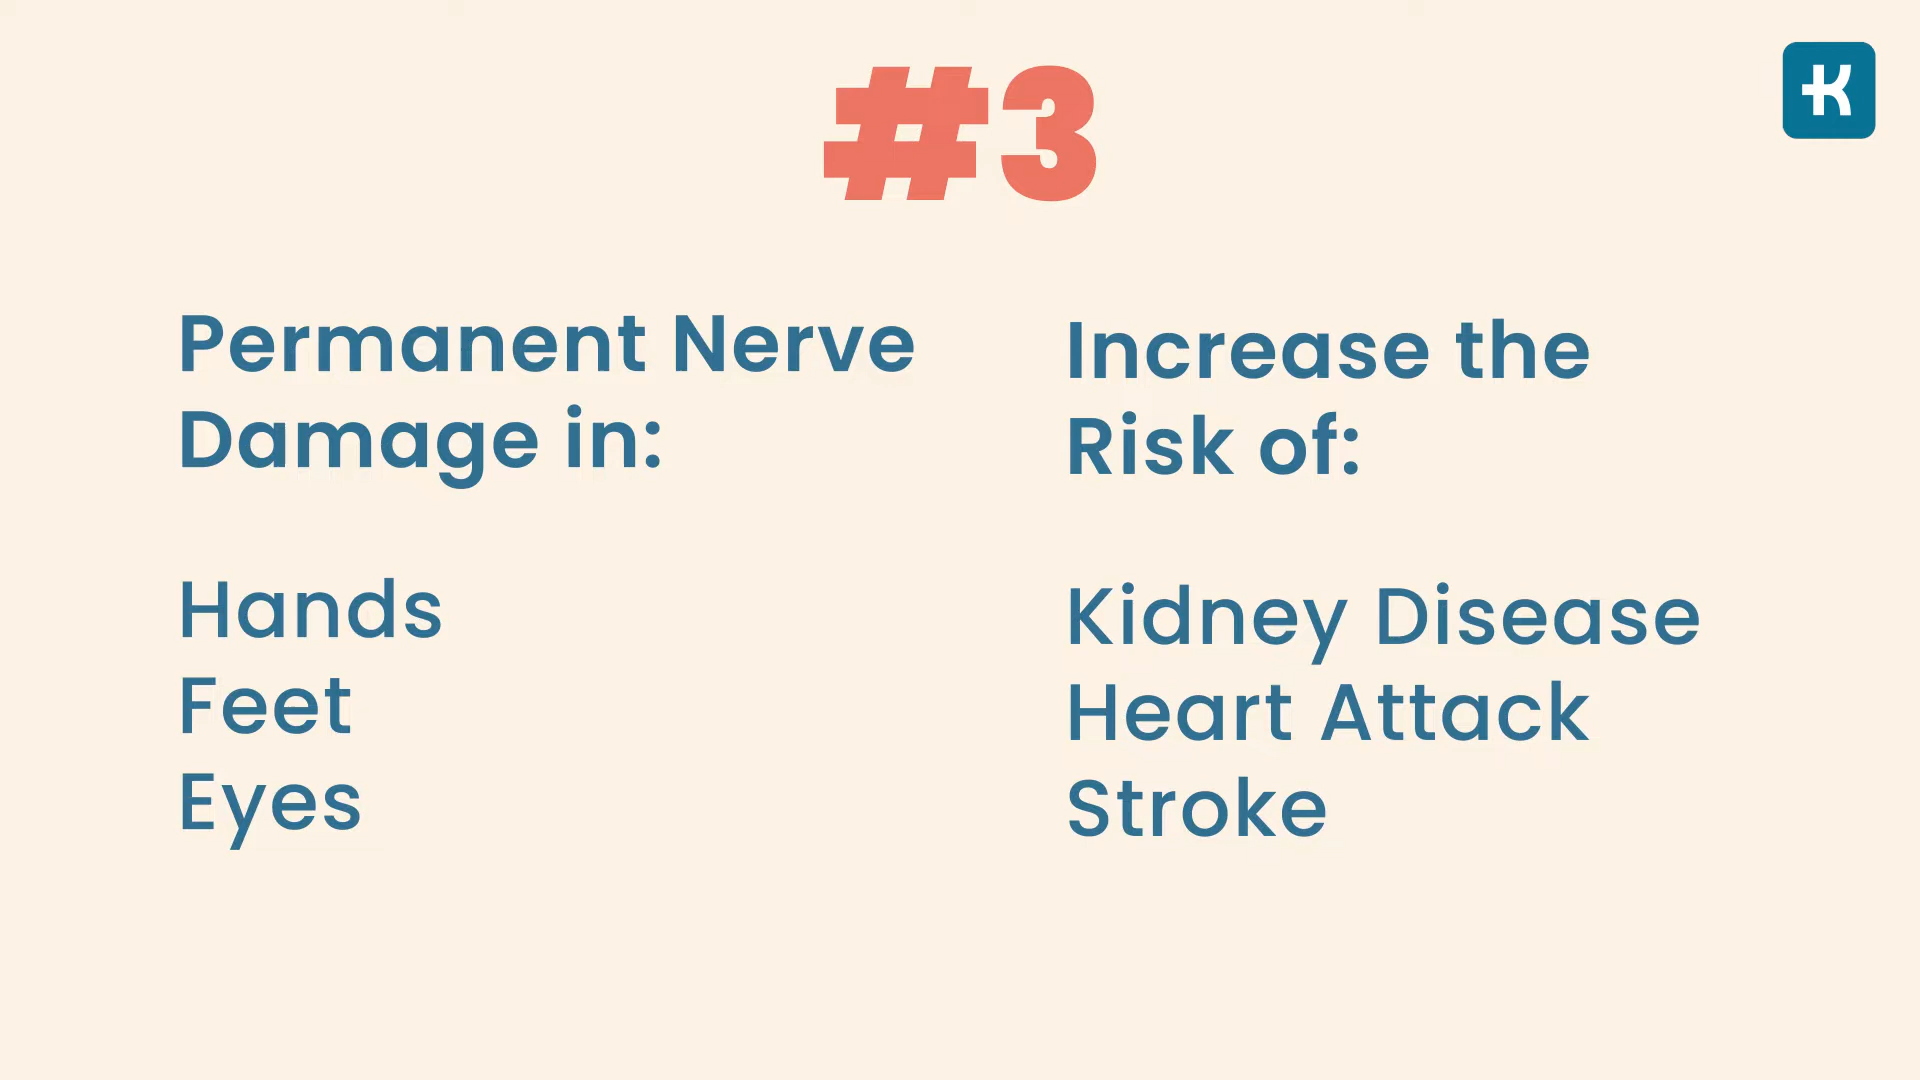 #3
Permanent Nerve
Damage in:
Hands
Feet
Eyes
Increase the
Risk of:
Kidney Disease
Heart Attack
Stroke
K